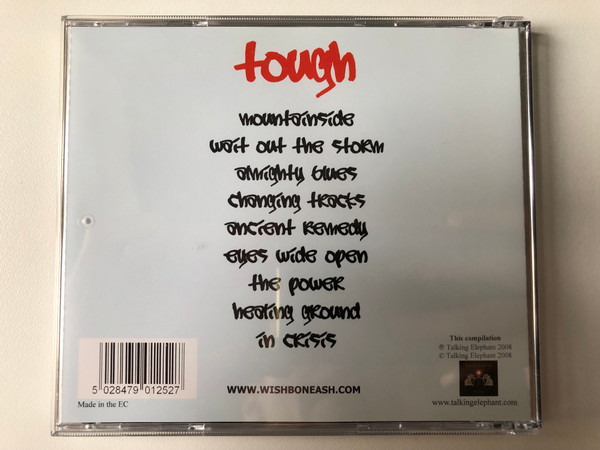 tough
mountainside
wait out the storm
almighty blues
changing tracks
ancient remedy
eyes wide open
the power
healing ground
in crisis
This compilation
℗ Talking Elephant 2008
© Talking Elephant 2008
5 028479 012527
WWW.WISHBONEASH.COM
Made in the EC
www.talkingelephant.com